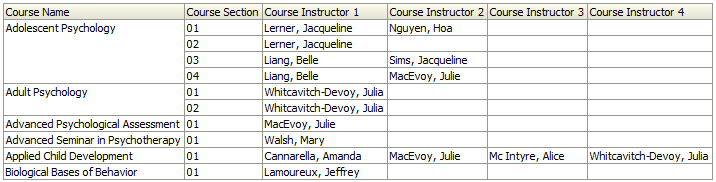 Course Name Course Section Course Instructor 1 Course Instructor 2 Course Instructor 3 Course Instructor 4
Adolescent Psychology 01 Lerner, Jacqueline Nguyen, Hoa
02 Lerner, Jacqueline
03 Liang, Belle Sims, Jacqueline
04 Liang, Belle MacEvoy, Julie
Adult Psychology 01 Whitcavitch-Devoy, Julia
02 Whitcavitch-Devoy, Julia
Advanced Psychological Assessment 01 MacEvoy, Julie
Advanced Seminar in Psychotherapy 01 Walsh, Mary
Applied Child Development 01 Cannarella, Amanda MacEvoy, Julie Mc Intyre, Alice Whitcavitch-Devoy, Julia
Biological Bases of Behavior 01 Lamoureux, Jeffrey